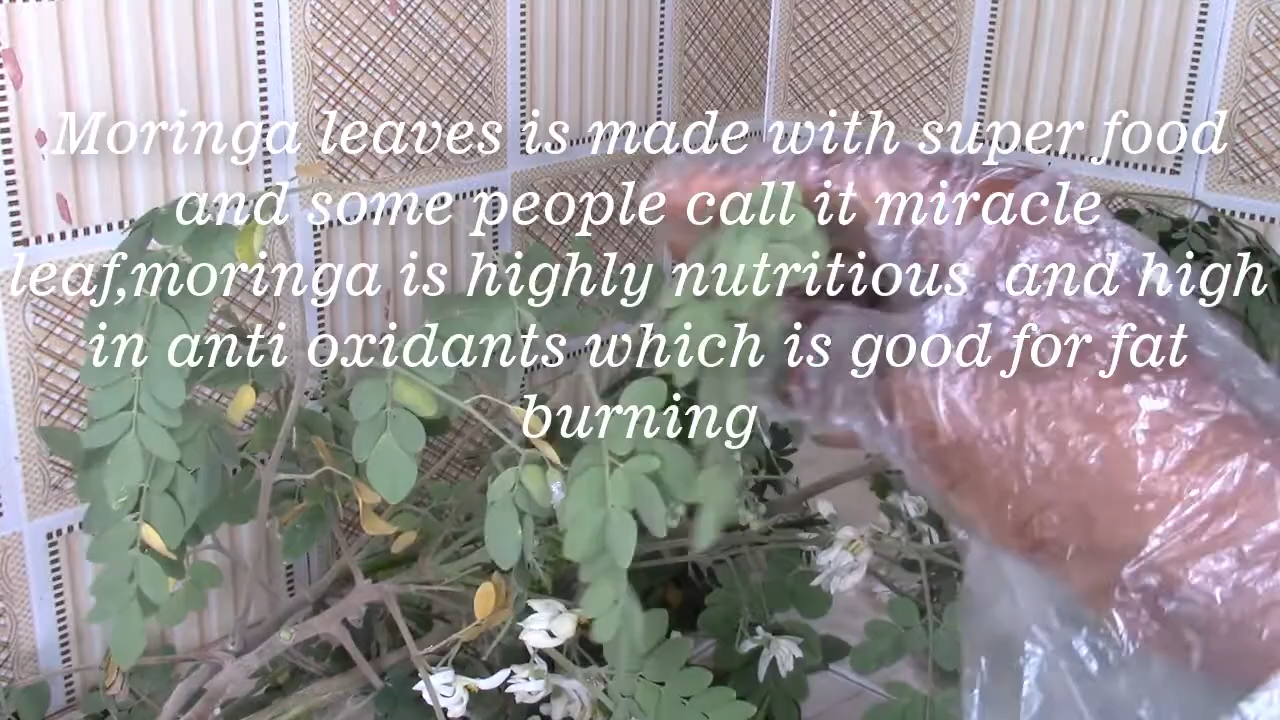 Moringa leaves is made with super food
and some people call it miracle
leaf,moringa is highly nutritious and high
in anti oxidants which is good for fat
burning